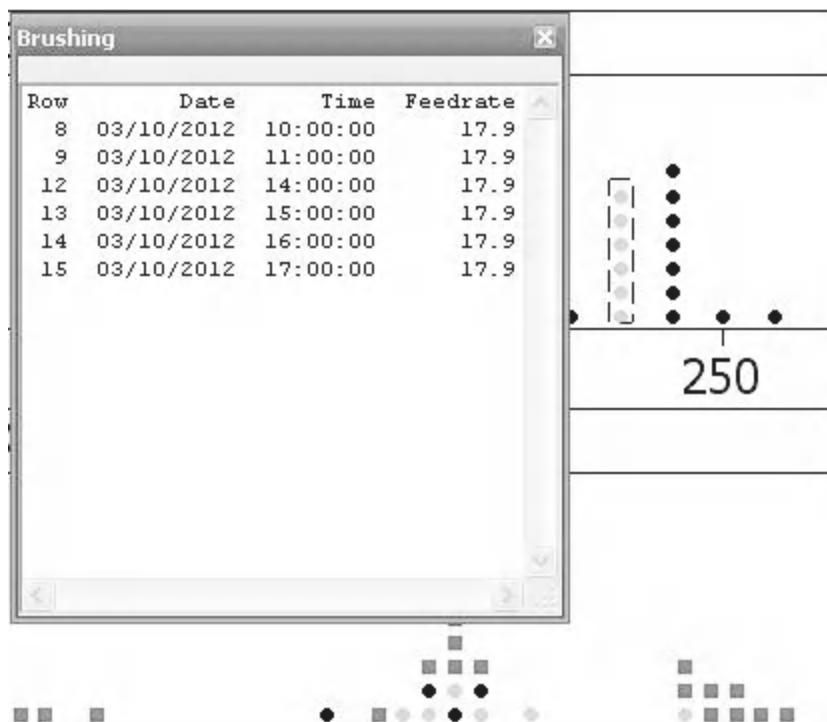 Brushing
Row Date Time Feedrate
8 03/10/2012 10:00:00 17.9
9 03/10/2012 11:00:00 17.9
12 03/10/2012 14:00:00 17.9
13 03/10/2012 15:00:00 17.9
14 03/10/2012 16:00:00 17.9
15 03/10/2012 17:00:00 17.9
250